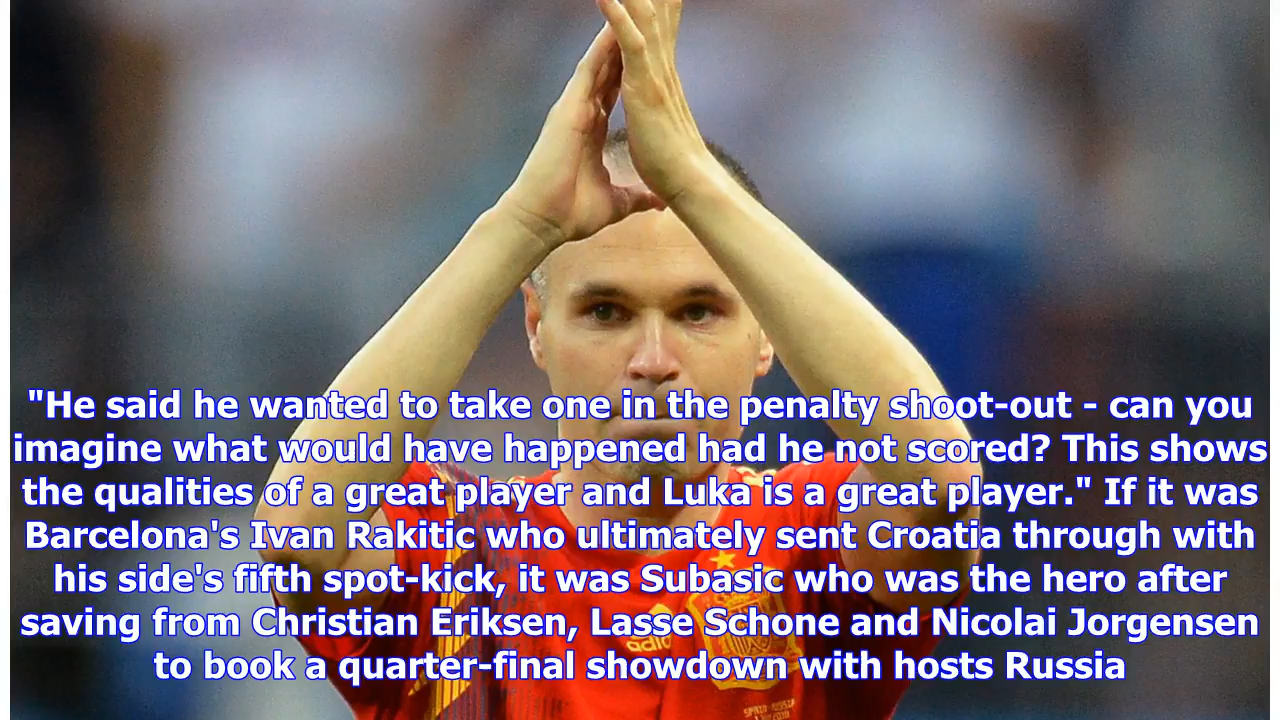 "He said he wanted to take one in the penalty shoot-out - can you
imagine what would have happened had he not scored? This shows
the qualities of a great player and Luka is a great player." If it was
Barcelona's Ivan Rakitic who ultimately sent Croatia through with
his side's fifth spot-kick, it was Subasic who was the hero after
saving from Christian Eriksen, Lasse Schone and Nicolai Jorgensen
to book a quarter-final showdown with hosts Russia
adidas
SPAIN - RUSSIA